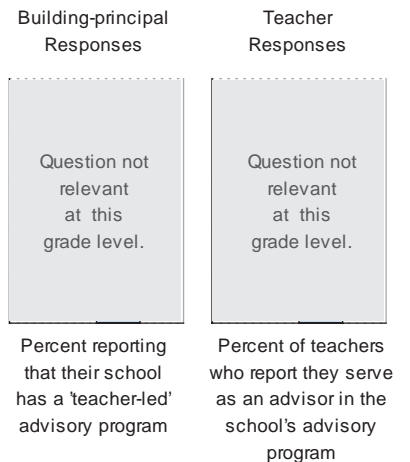 Building-principal
Responses
Question not
relevant
at this
grade level.
Percent reporting
that their school
has a 'teacher-led’
advisory program
Teacher
Responses
Question not
relevant
at this
grade level.
Percent of teachers
who report they serve
as an advisor in the
school’s advisory
program